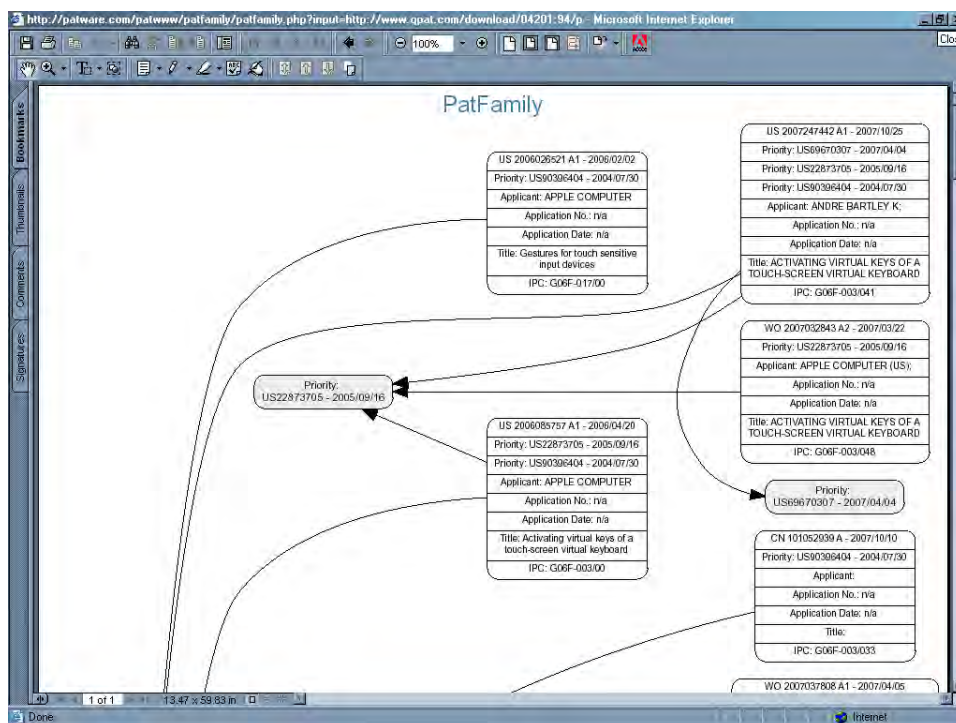 http://patware.com/patwww/patfamily/patfamily.php?input=http://www.qpat.com/download/04201:94/p - Microsoft Internet Explorer
Clo
100%
Bookmarks
Thumbnails
Comments
Signatures
PatFamily
US 2006026521 A1 - 2006/02/02
Priority: US90396404 - 2004/07/30
Applicant: APPLE COMPUTER
Application No.: n/a
Application Date: n/a
Title: Gestures for touch sensitive
input devices
IPC: G06F-017/00
US 2007247442 A1 - 2007/10/25
Priority: US69670307 - 2007/04/04
Priority: US22873705 - 2005/09/16
Priority: US90396404 - 2004/07/30
Applicant: ANDRE BARTLEY K;
Application No.: n/a
Application Date: n/a
Title: ACTIVATING VIRTUAL KEYS OF A
TOUCH-SCREEN VIRTUAL KEYBOARD
IPC: G06F-003/041
WO 2007032843 A2 - 2007/03/22
Priority: US22873705 - 2005/09/16
Applicant: APPLE COMPUTER (US);
Application No.: n/a
Application Date: n/a
Title: ACTIVATING VIRTUAL KEYS OF A
TOUCH-SCREEN VIRTUAL KEYBOARD
IPC: G06F-003/048
Priority:
US22873705 - 2005/09/16
US 2006085757 A1 - 2006/04/20
Priority: US22873705 - 2005/09/16
Priority: US90396404 - 2004/07/30
Applicant: APPLE COMPUTER
Application No.: n/a
Application Date: n/a
Title: Activating virtual keys of a
touch-screen virtual keyboard
IPC: G06F-003/00
Priority:
US69670307 - 2007/04/04
CN 101052939 A - 2007/10/10
Priority: US90396404 - 2004/07/30
Applicant:
Application No.: n/a
Application Date: n/a
Title:
IPC: G06F-003/033
WO 2007037808 A1 - 2007/04/05
1 of 1
13.47 x 59.83 in
Done
Internet